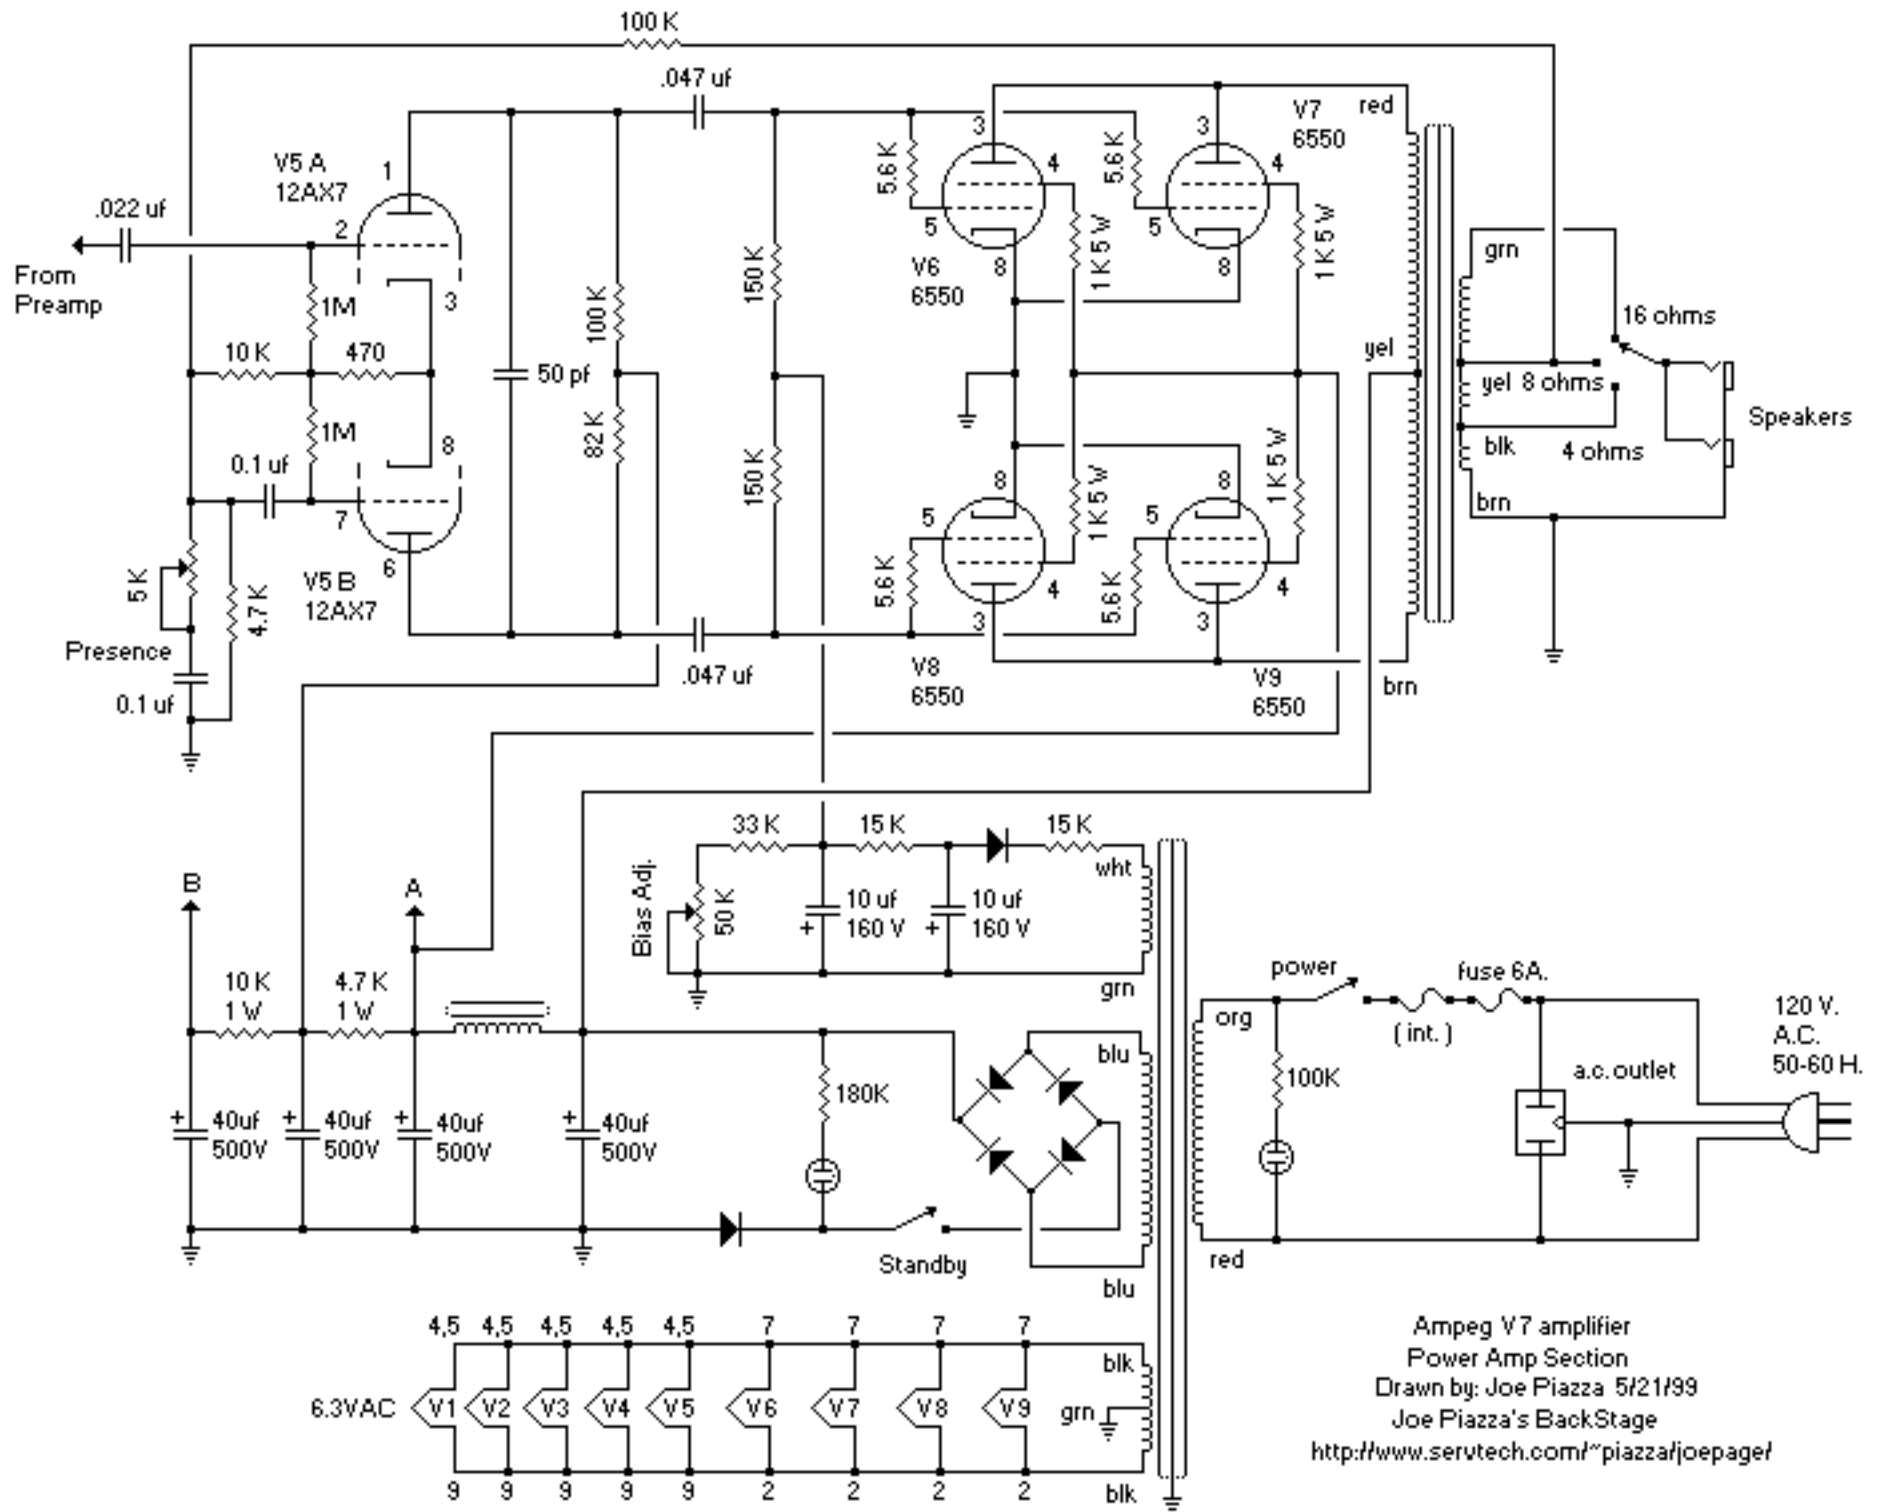 100 K
.047 uf
V5 A
12AX7
1
.022 uf
2
From
Preamp
1M
3
10 K
470
50 pf
1M
8
0.1 uf
7
V5 B
12AX7
6
5 K
4.7 K
Presence
0.1 uf
100 K
82 K
150 K
150 K
.047 uf
3
V7
6550
red
5.6 K
4
5
8
V6
6550
1K 5 W
3
5.6 K
4
5
8
1K 5 W
grn
16 ohms
yel
yel 8 ohms
blk
4 ohms
Speakers
brn
8
5
5.6 K
4
3
1K 5 W
V8
6550
8
5
5.6 K
4
3
1K 5 W
V9
6550
brn
33 K
15 K
15 K
wht
Bias Adj.
50 K
10 uf
160 V
+
10 uf
160 V
+
grn
B
A
10 K
1 W
4.7 K
1 W
+
40uf
500V
+
40uf
500V
+
40uf
500V
+
40uf
500V
180K
blu
Standby
blu
power
fuse 6A.
org
( int. )
120 V.
A.C.
50-60 H.
100K
a.c. outlet
red
4,5
4,5
4,5
4,5
4,5
7
7
7
7
blk
6.3VAC
V1
V2
V3
V4
V5
V6
V7
V8
V9
grn
9
9
9
9
9
2
2
2
2
blk
Ampeg V7 amplifier
Power Amp Section
Drawn by: Joe Piazza 5/21/99
Joe Piazza's BackStage
http://www.servtech.com/~piazza/joepage/